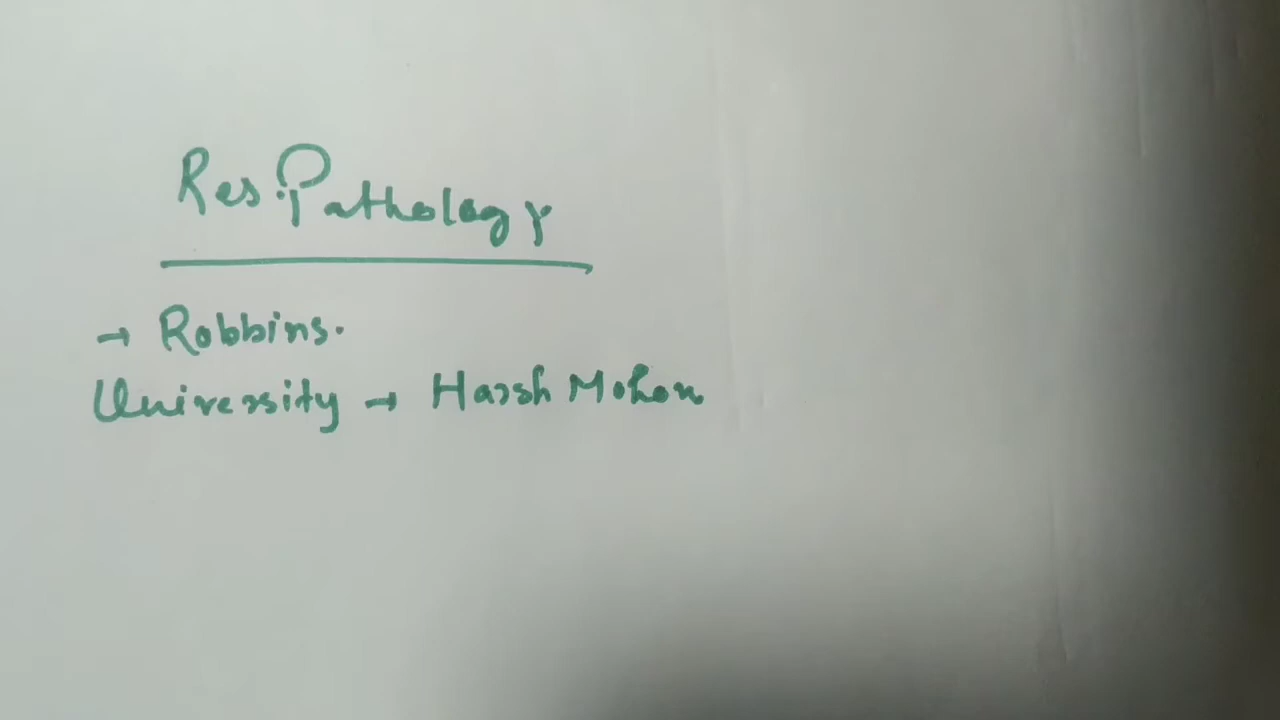 Res. Pathology
→ Robbins.
University → Harsh Mohan